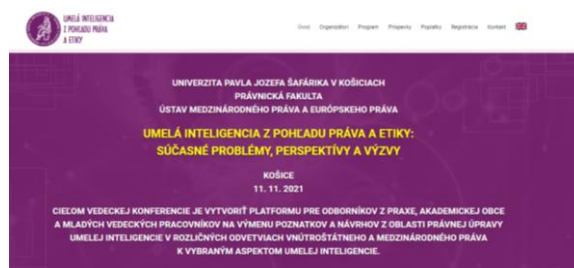 UMELÁ INTELIGENCIA
Z POHĽADU PRÁVA
A ETIKY
Úvod Organizátori Program Príspevky Poplatky Registrácia Kontakt
UNIVERZITA PAVLA JOZEFA ŠAFÁRIKA V KOŠICIACH
PRÁVNICKÁ FAKULTA
ÚSTAV MEDZINÁRODNÉHO PRÁVA A EURÓPSKEHO PRÁVA
UMELÁ INTELIGENCIA Z POHĽADU PRÁVA A ETIKY:
SÚČASNÉ PROBLÉMY, PERSPEKTÍVY A VÝZVY
KOŠICE
11. 11. 2021
CIEĽOM VEDECKEJ KONFERENCIE JE VYTVORIŤ PLATFORMU PRE ODBORNÍKOV Z PRAXE, AKADEMICKEJ OBCE
A MLADÝCH VEDECKÝCH PRACOVNÍKOV NA VÝMENU POZNATKOV A NÁVRHOV Z OBLASTI PRÁVNEJ ÚPRAVY
UMELEJ INTELIGENCIE V ROZLIČNÝCH ODVETVIACH VNÚTROŠTÁTNEHO A MEDZINÁRODNÉHO PRÁVA
K VYBRANÝM ASPEKTOM UMELEJ INTELIGENCIE.